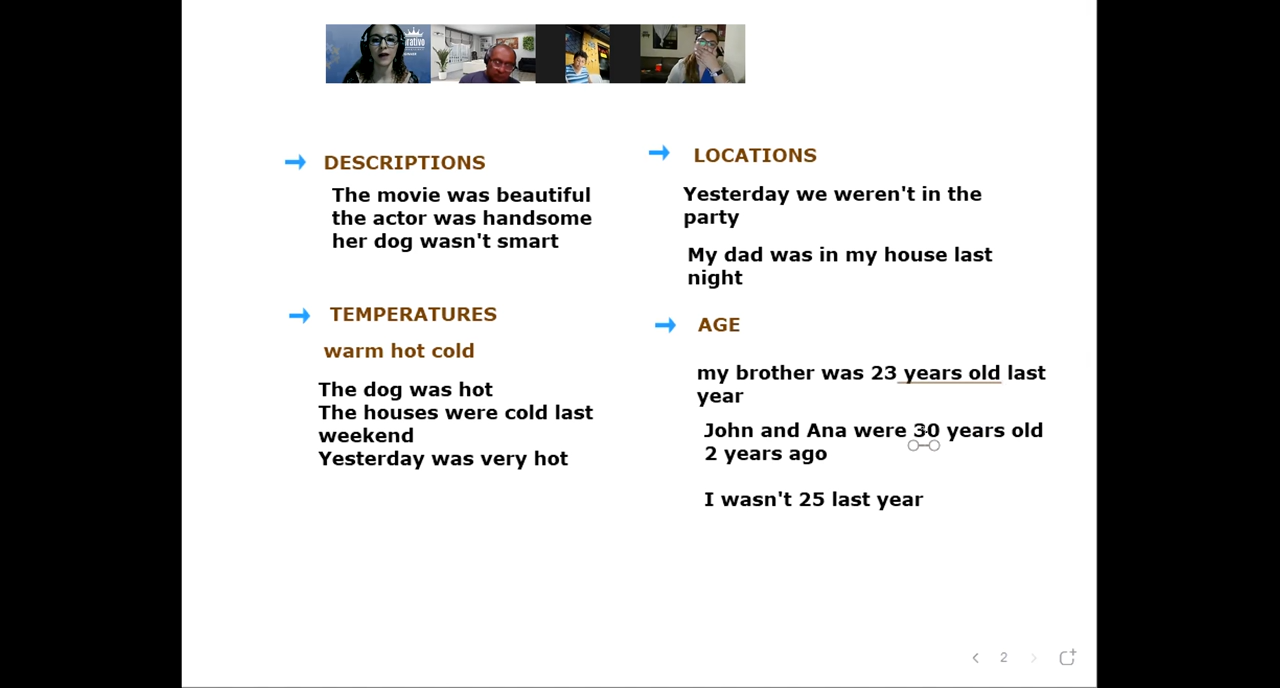 rativo
DESCRIPTIONS
The movie was beautiful
the actor was handsome
her dog wasn't smart
TEMPERATURES
warm hot cold
The dog was hot
The houses were cold last
weekend
Yesterday was very hot
LOCATIONS
Yesterday we weren't in the
party
My dad was in my house last
night
AGE
my brother was 23 years old last
year
John and Ana were 30 years old
2 years ago
I wasn't 25 last year
2